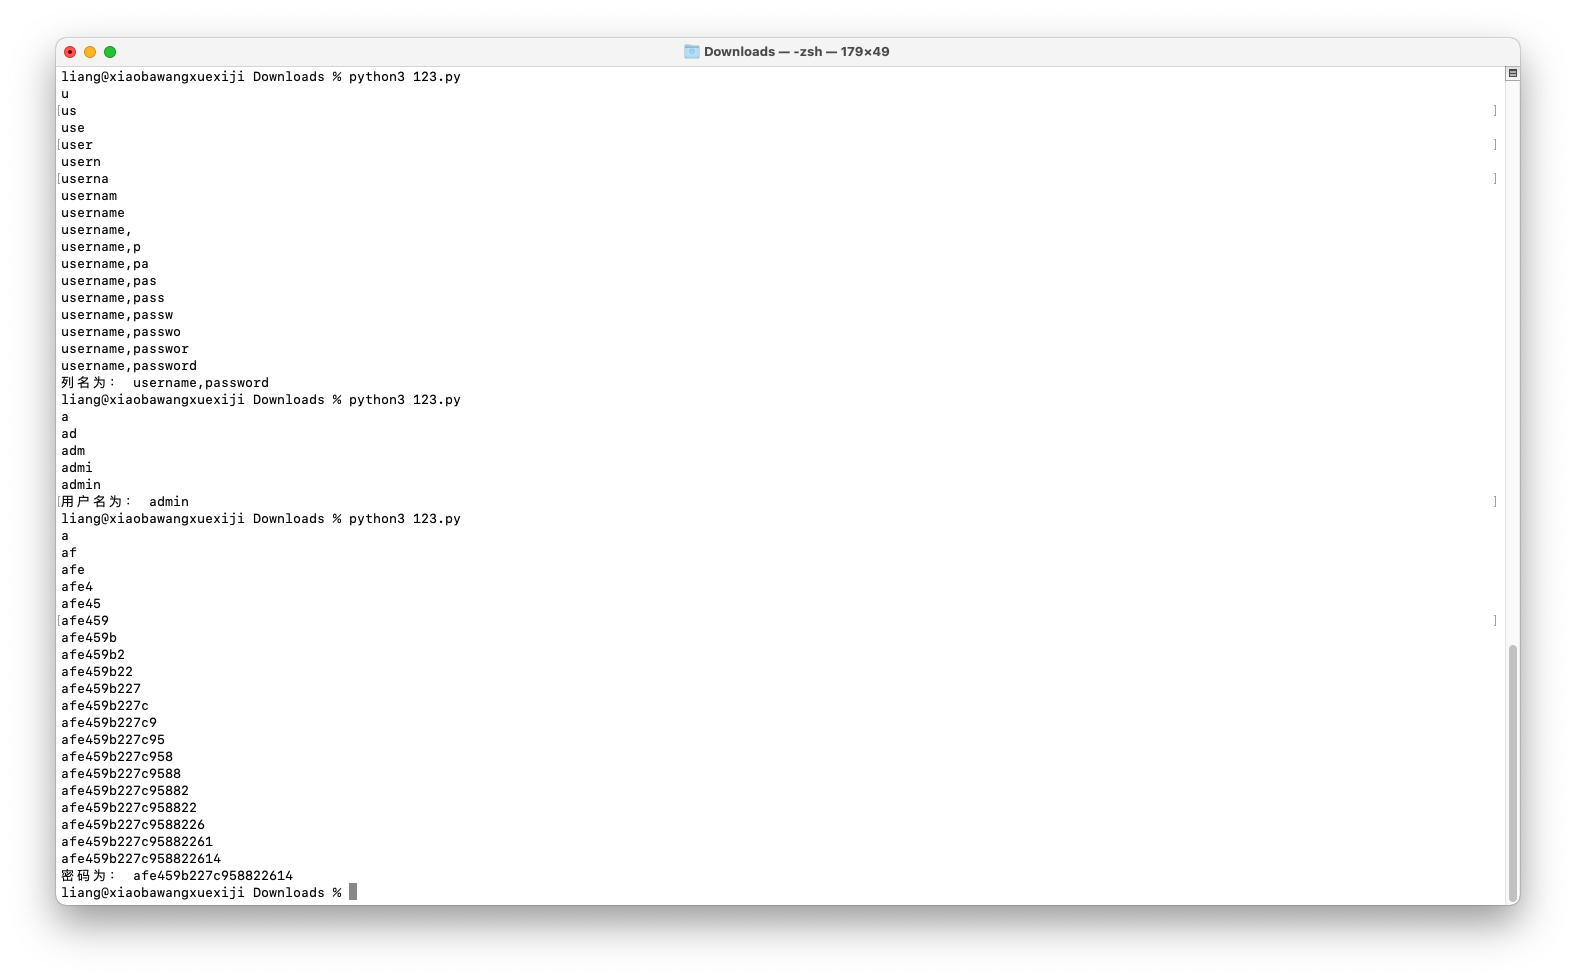 Downloads — -zsh — 179×49
liang@xiaobawangxuexiji Downloads % python3 123.py
u
[us ]
use
[user ]
usern
[userna ]
usernam
username
username,
username,p
username,pa
username,pas
username,pass
username,passw
username,passwo
username,passwor
username,password
列名为： username,password
liang@xiaobawangxuexiji Downloads % python3 123.py
a
ad
adm
admi
admin
[用户名为： admin ]
liang@xiaobawangxuexiji Downloads % python3 123.py
a
af
afe
afe4
afe45
[afe459 ]
afe459b
afe459b2
afe459b22
afe459b227
afe459b227c
afe459b227c9
afe459b227c95
afe459b227c958
afe459b227c9588
afe459b227c95882
afe459b227c958822
afe459b227c9588226
afe459b227c95882261
afe459b227c958822614
密码为： afe459b227c958822614
liang@xiaobawangxuexiji Downloads %